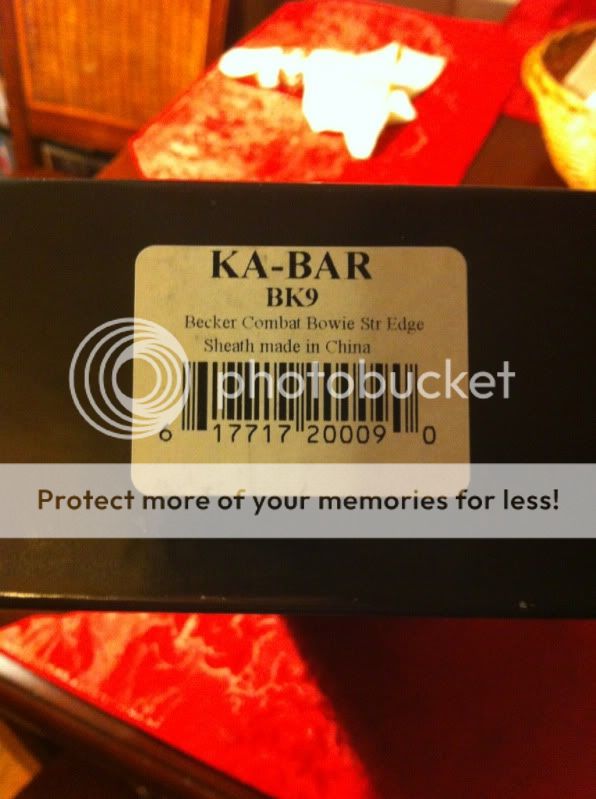 KA-BAR
BK9
Becker Combat Bowie Str Edge
Sheath made in China
photobucket
6 17717 20009 0
Protect more of your memories for less!